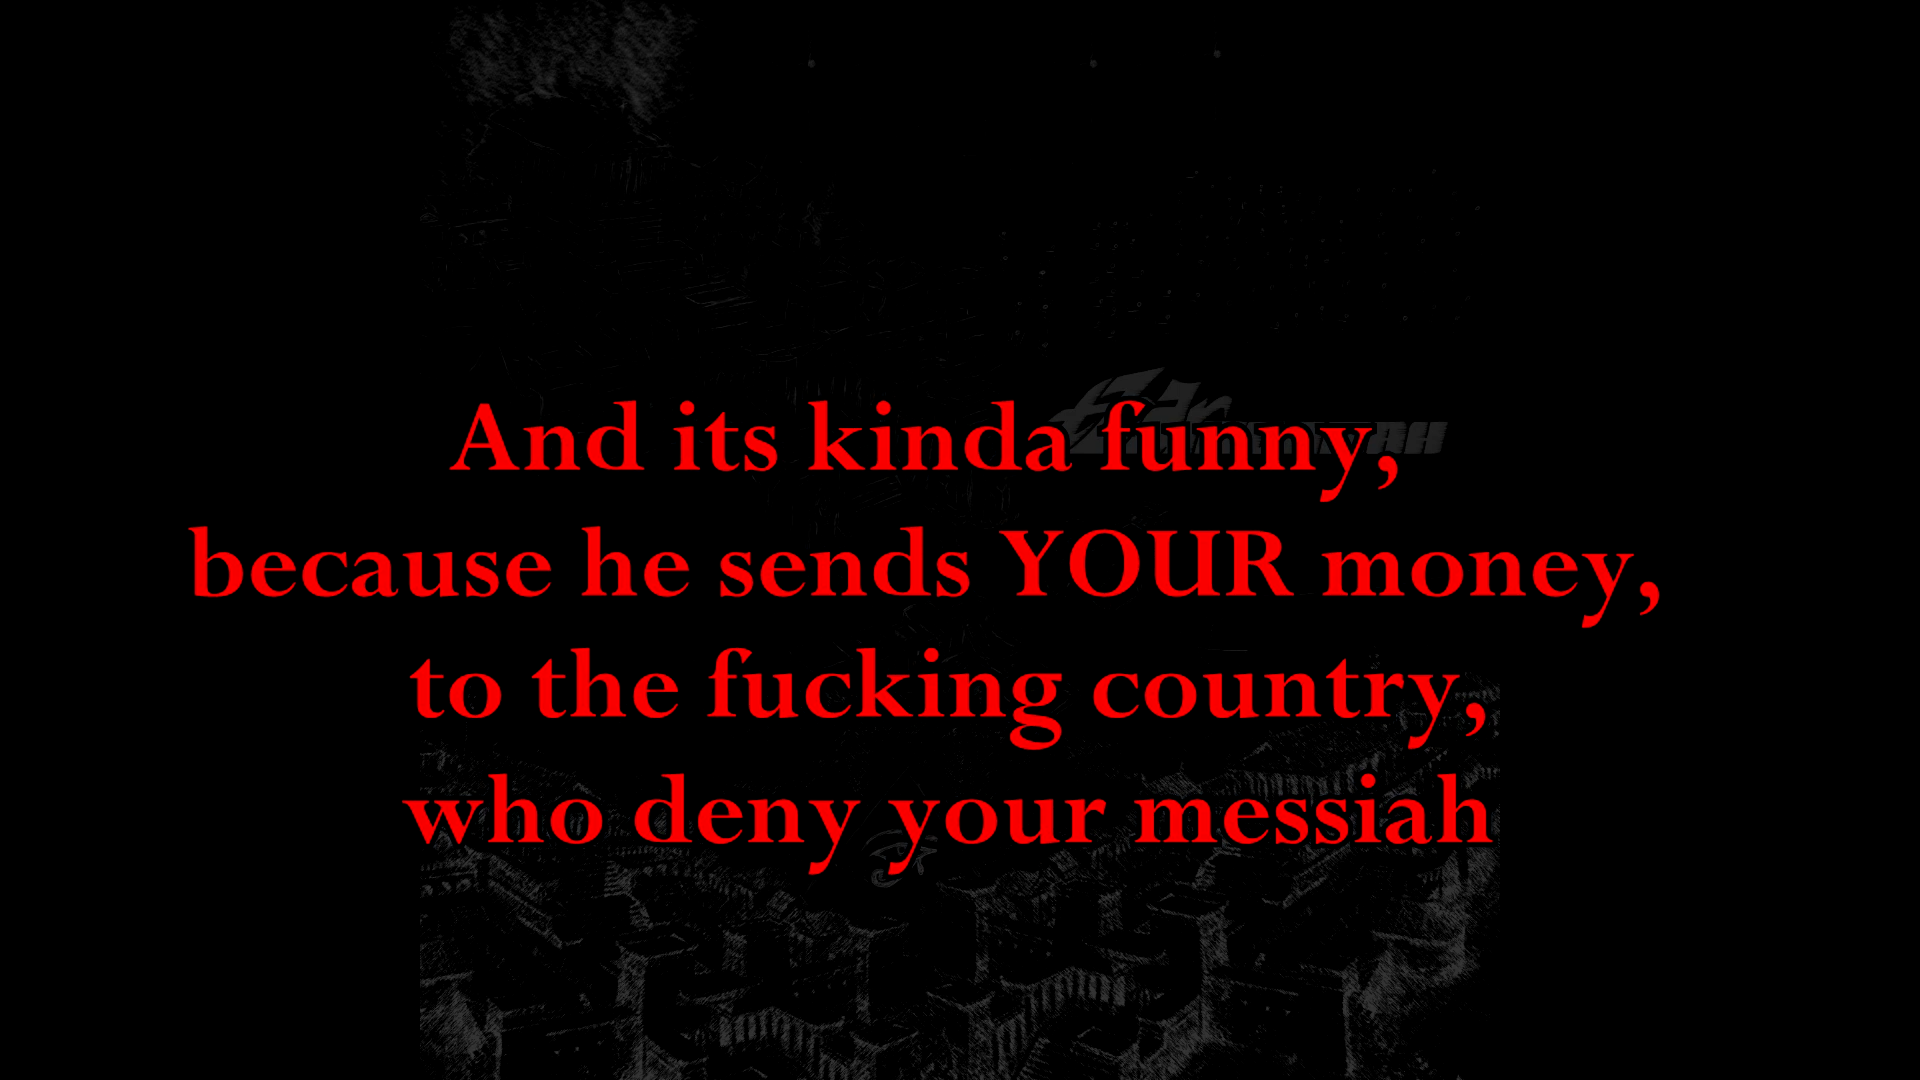 And its kinda funny,
because he sends YOUR money,
to the fucking country,
who deny your messiah